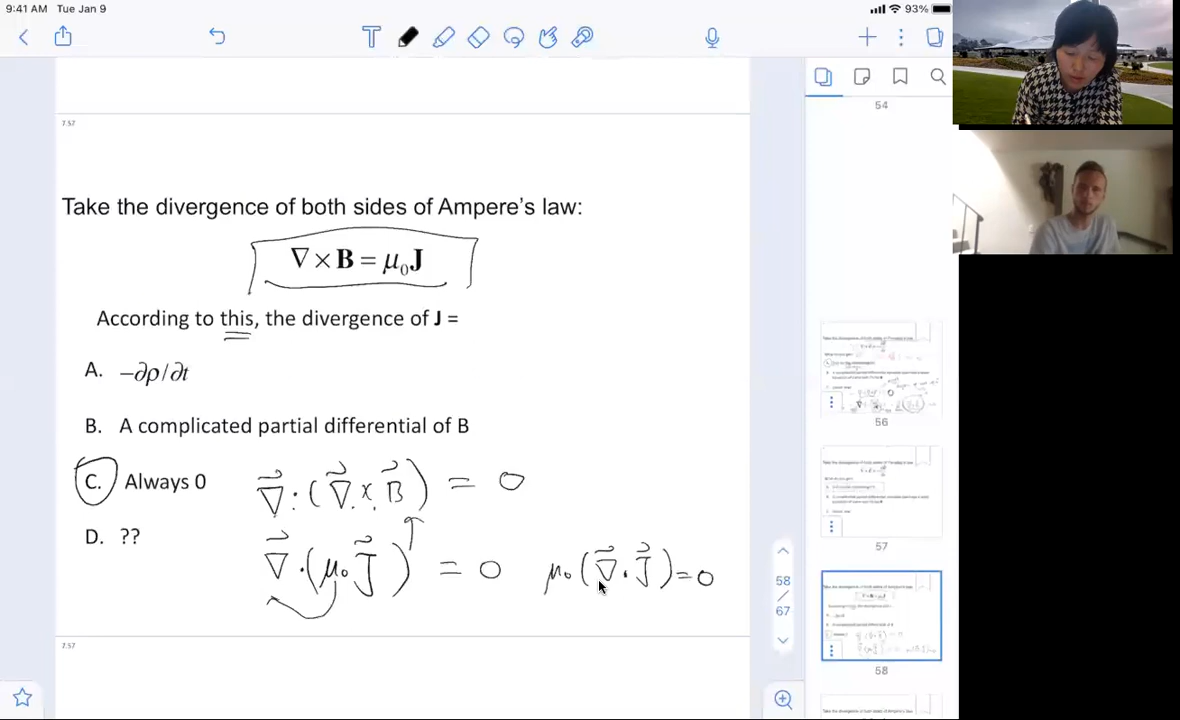 9:41 AM Tue Jan 9
93%
54
7.57
Take the divergence of both sides of Ampere's law:
∇ × B = μ₀J
According to this, the divergence of J =
A. −∂ρ/∂t
B. A complicated partial differential of B
C. Always 0
∇⃗ · (∇⃗ × B⃗) = 0
D. ??
∇⃗ · (μ₀ J⃗) = 0
μ₀ (∇⃗ · J⃗) = 0
7.57
56
57
58
58
/
67